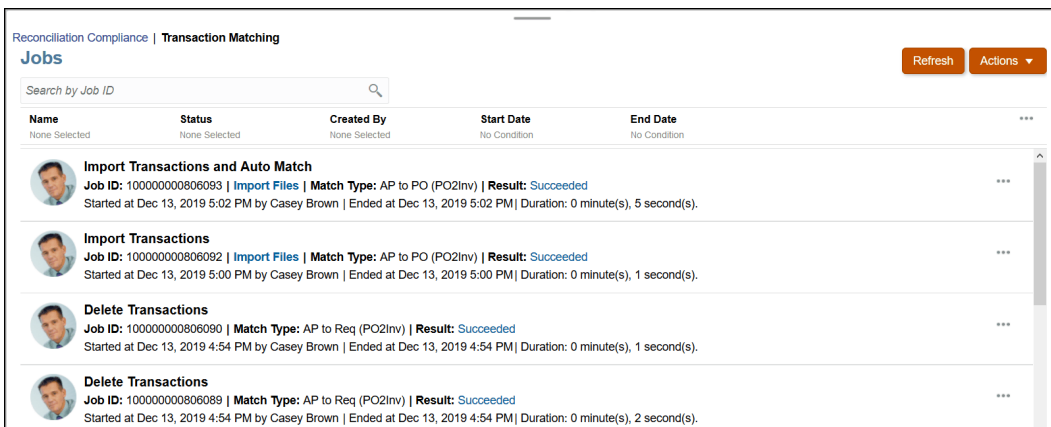 Reconciliation Compliance | Transaction Matching
Jobs
Refresh
Actions
Search by Job ID
Name Status Created By Start Date End Date
None Selected None Selected None Selected No Condition No Condition
Import Transactions and Auto Match
Job ID: 100000000806093 | Import Files | Match Type: AP to PO (PO2Inv) | Result: Succeeded
Started at Dec 13, 2019 5:02 PM by Casey Brown | Ended at Dec 13, 2019 5:02 PM| Duration: 0 minute(s), 5 second(s).
Import Transactions
Job ID: 100000000806092 | Import Files | Match Type: AP to PO (PO2Inv) | Result: Succeeded
Started at Dec 13, 2019 5:00 PM by Casey Brown | Ended at Dec 13, 2019 5:00 PM| Duration: 0 minute(s), 1 second(s).
Delete Transactions
Job ID: 100000000806090 | Match Type: AP to Req (PO2Inv) | Result: Succeeded
Started at Dec 13, 2019 4:54 PM by Casey Brown | Ended at Dec 13, 2019 4:54 PM| Duration: 0 minute(s), 1 second(s).
Delete Transactions
Job ID: 100000000806089 | Match Type: AP to Req (PO2Inv) | Result: Succeeded
Started at Dec 13, 2019 4:54 PM by Casey Brown | Ended at Dec 13, 2019 4:54 PM| Duration: 0 minute(s), 2 second(s).